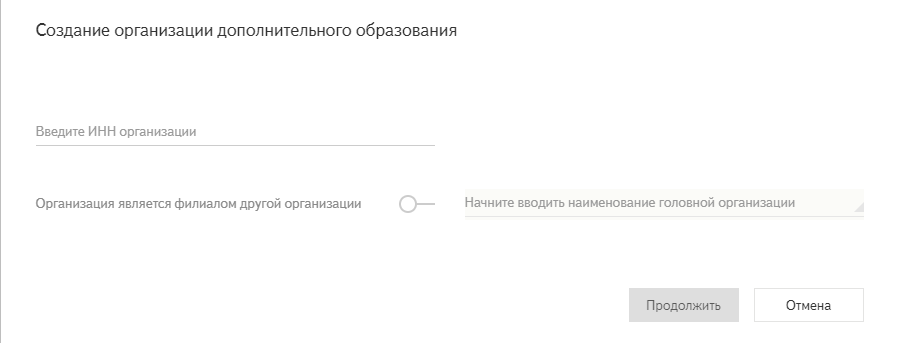 Создание организации дополнительного образования
Введите ИНН организации
Организация является филиалом другой организации
Начните вводить наименование головной организации
Продолжить
Отмена